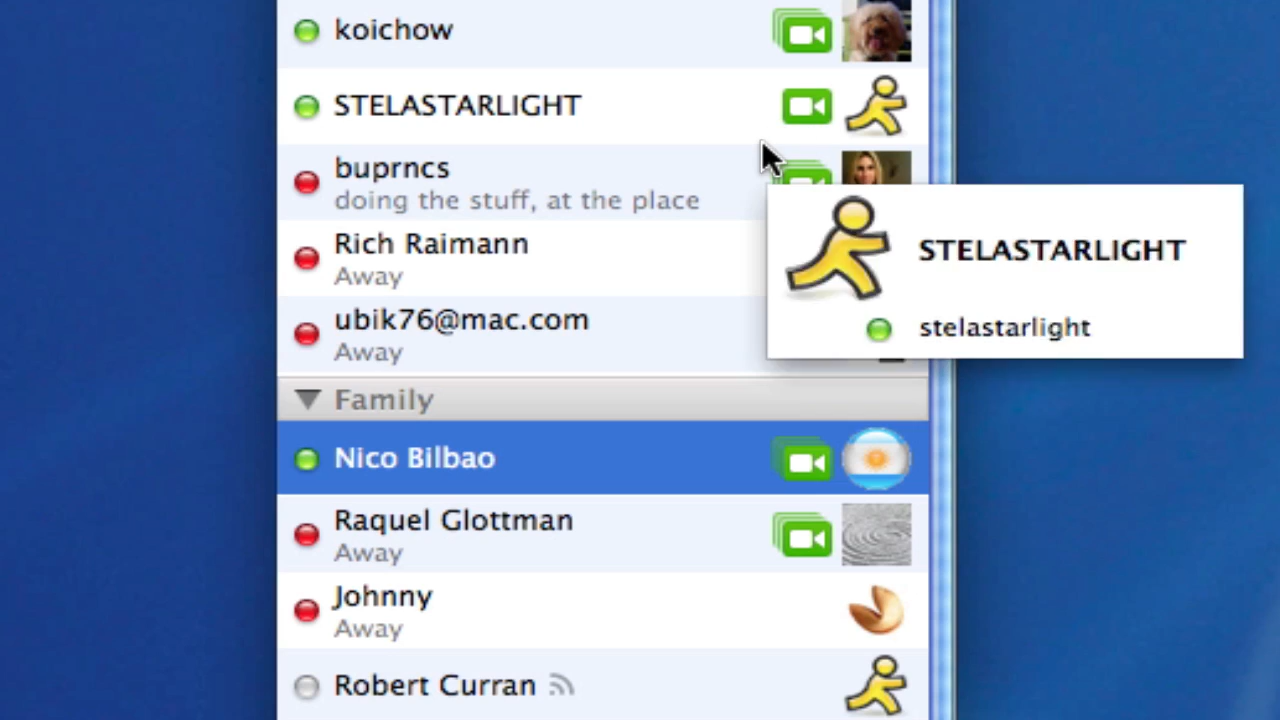 koichow
STELASTARLIGHT
buprncs
doing the stuff, at the place
Rich Raimann
Away
STELASTARLIGHT
stelastarlight
ubik76@mac.com
Away
Family
Nico Bilbao
Raquel Glottman
Away
Johnny
Away
Robert Curran